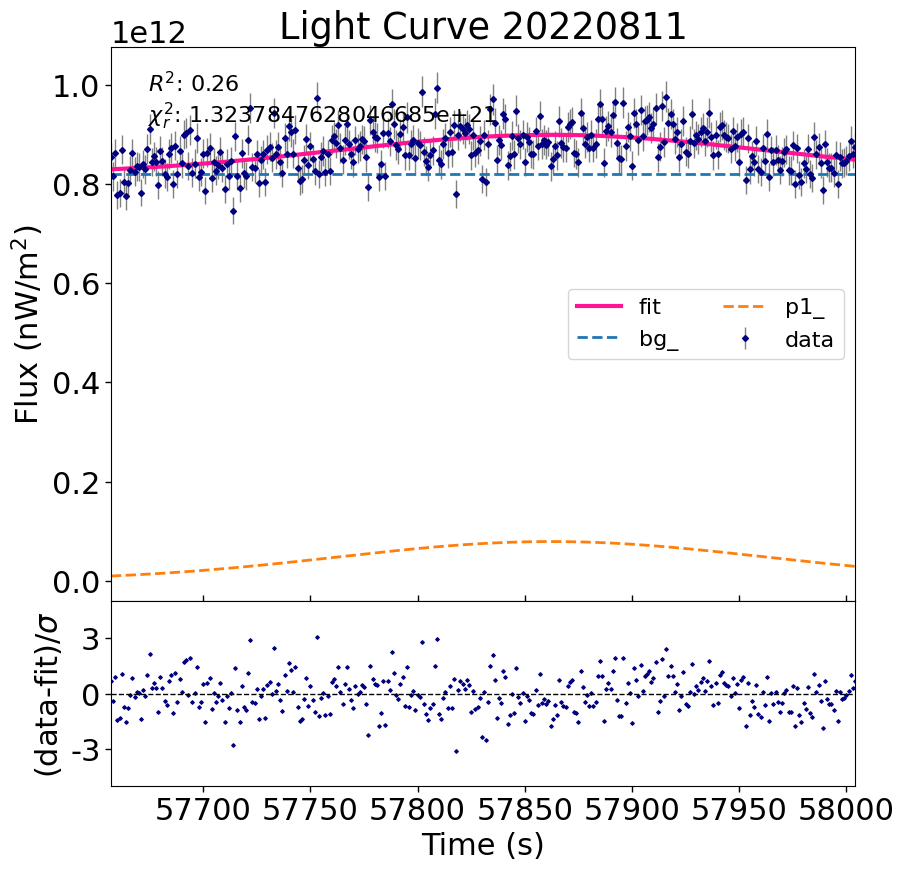 Light Curve 20220811
1e12
R²: 0.26
χ²ᵣ: 1.3237847628046685e+21
1.0
0.8
0.6
0.4
0.2
0.0
Flux (nW/m²)
fit
bg_
p1_
data
3
0
-3
(data-fit)/σ
57700 57750 57800 57850 57900 57950 58000
Time (s)